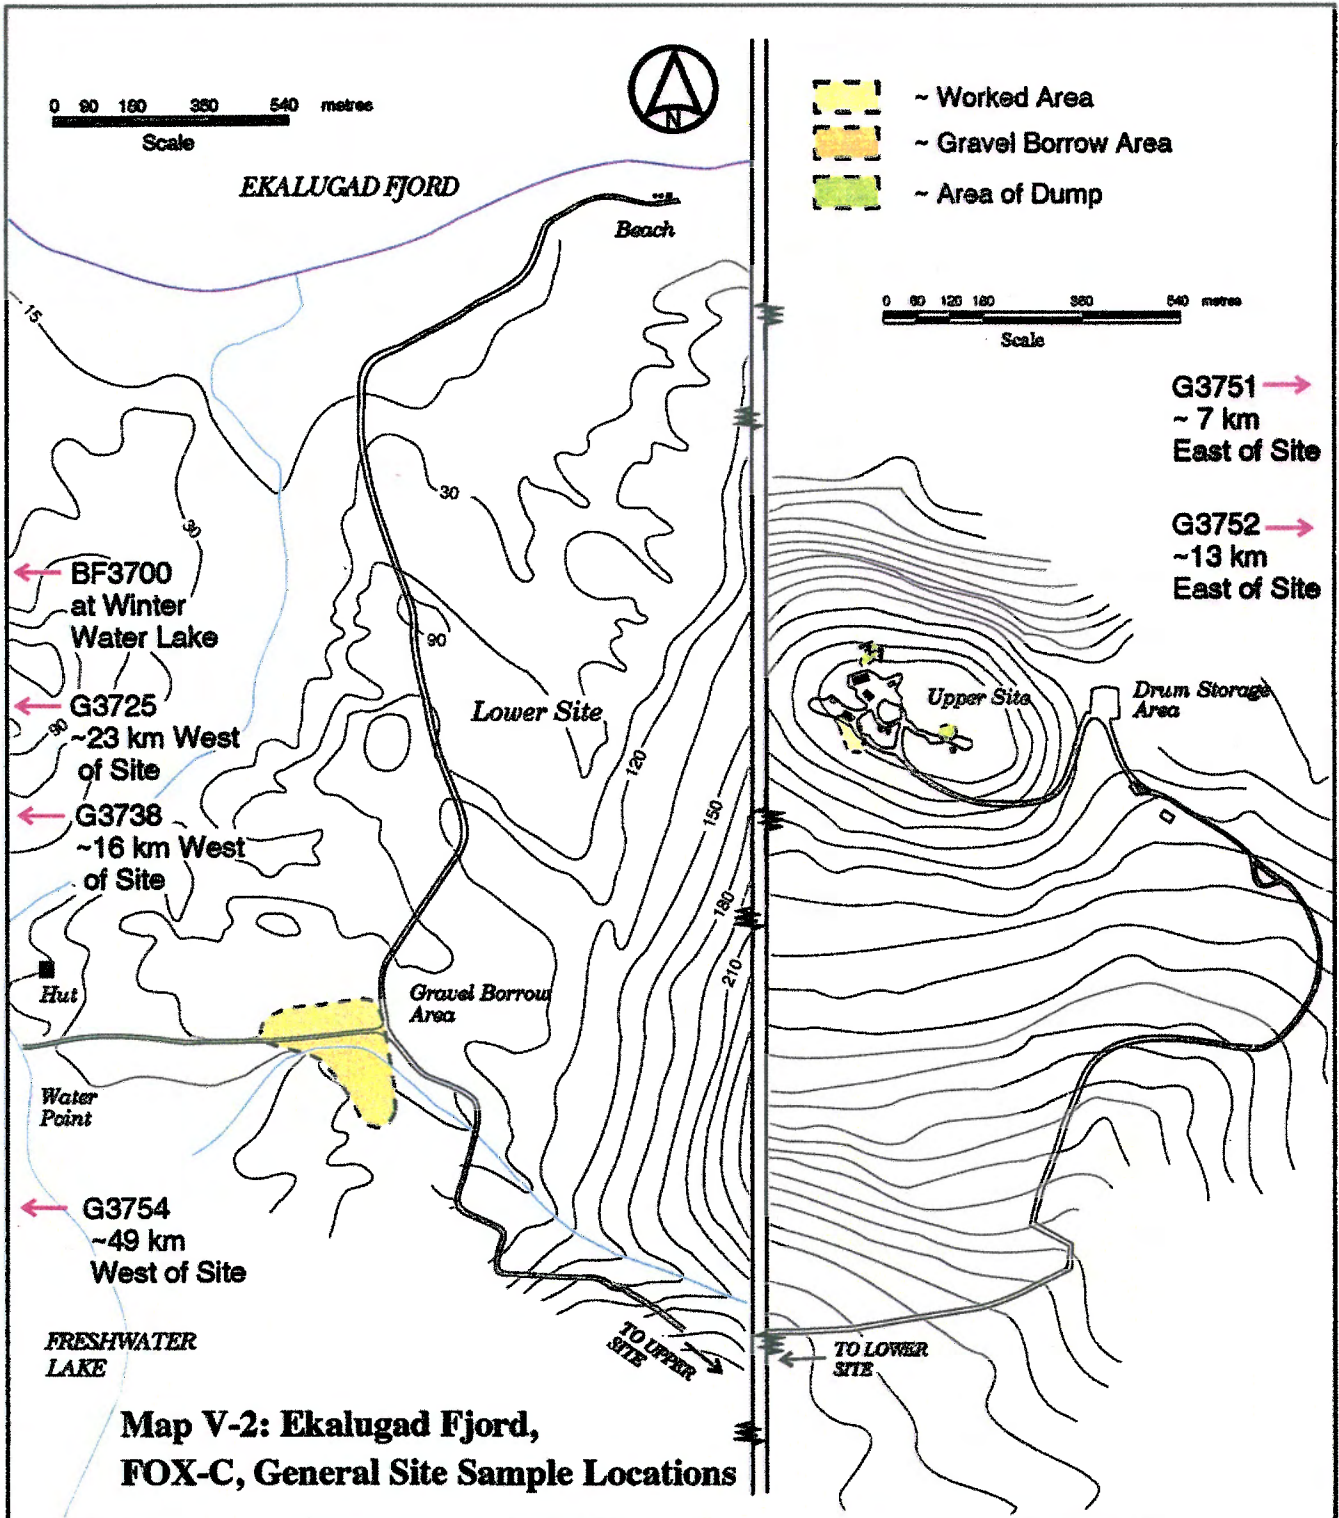 0 90 180 360 540 metres
Scale
N
EKALUGAD FJORD
Beach
15
30
30
90
90
BF3700
at Winter
Water Lake
G3725
~23 km West
of Site
G3738
~16 km West
of Site
Lower Site
120
150
180
210
Hut
Gravel Borrow
Area
Water
Point
G3754
~49 km
West of Site
FRESHWATER
LAKE
TO UPPER
SITE
Map V-2: Ekalugad Fjord,
FOX-C, General Site Sample Locations
~ Worked Area
~ Gravel Borrow Area
~ Area of Dump
0 60 120 180 360 540 metres
Scale
G3751
~ 7 km
East of Site
G3752
~13 km
East of Site
Upper Site
Drum Storage
Area
TO LOWER
SITE